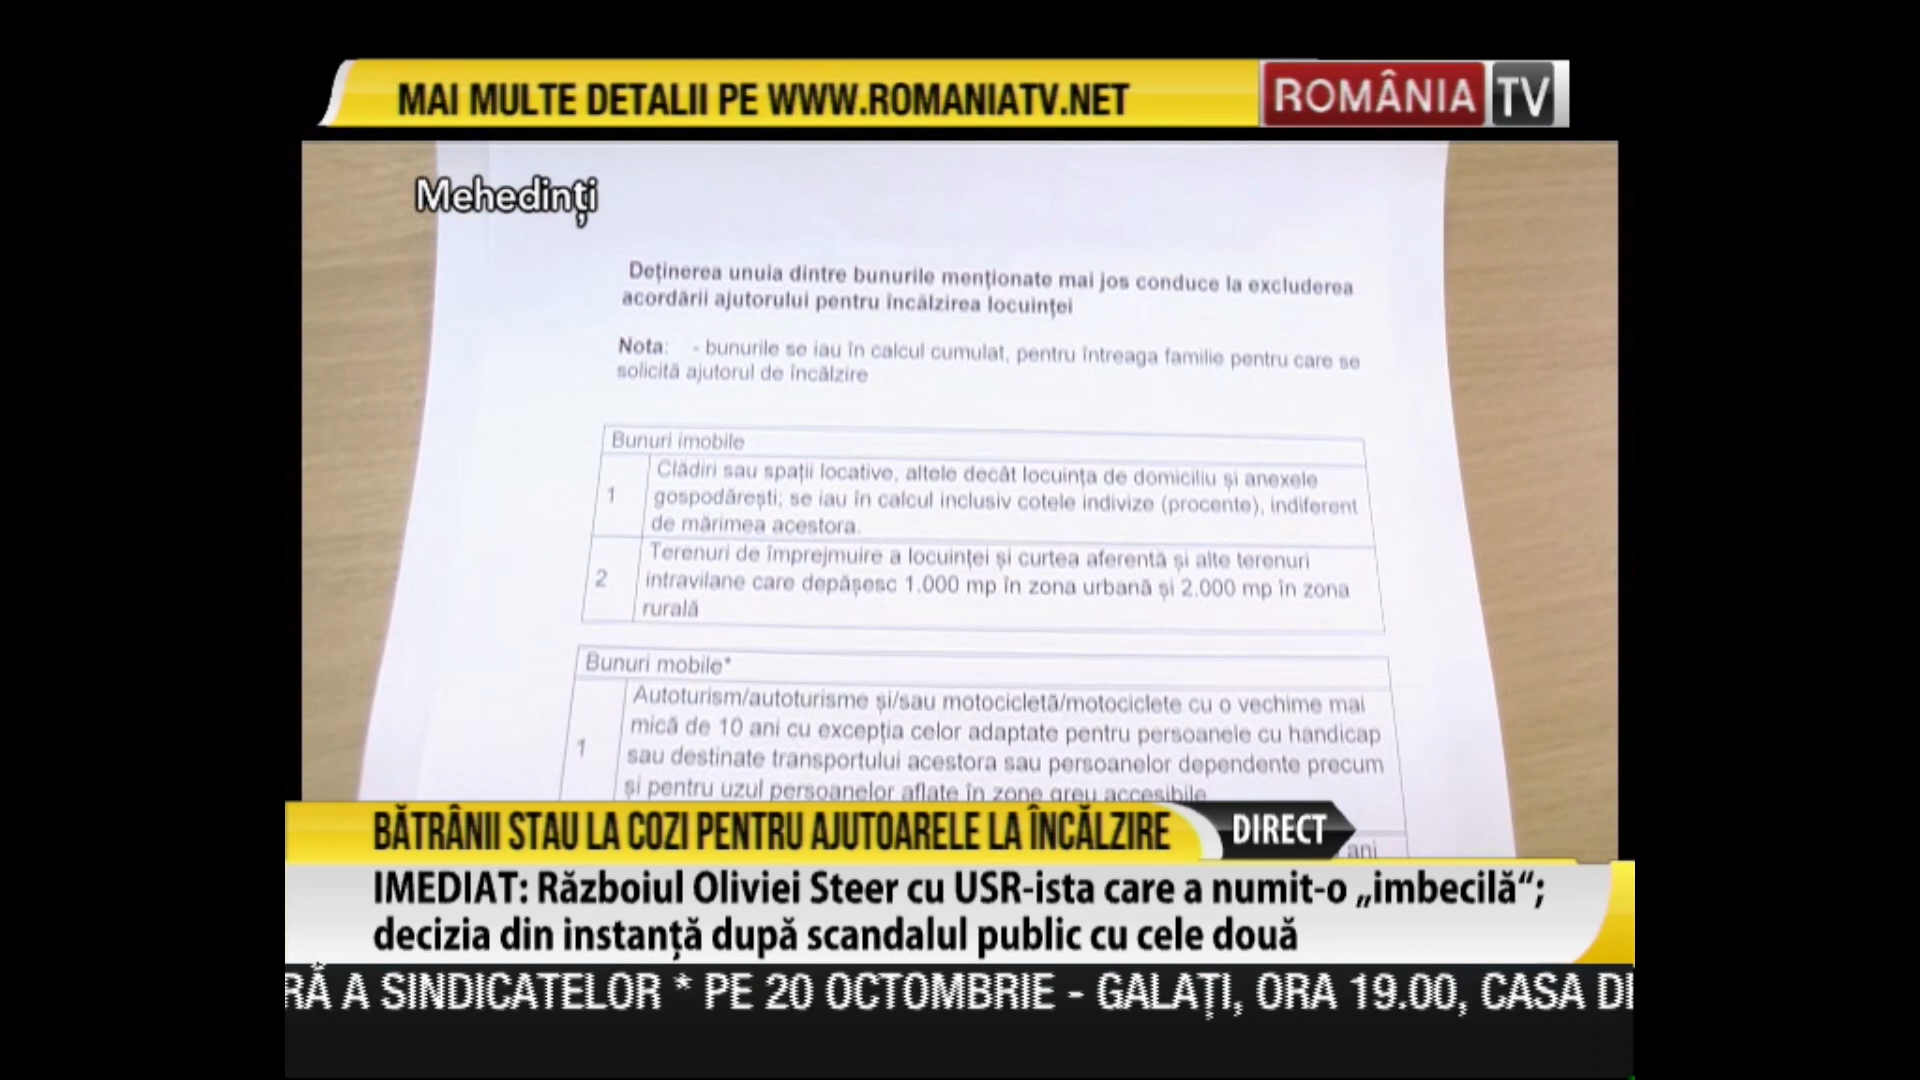 MAI MULTE DETALII PE WWW.ROMANIATV.NET
ROMÂNIA TV
Mehedinți
Deținerea unuia dintre bunurile menționate mai jos conduce la excluderea
acordării ajutorului pentru încălzirea locuinței
Nota: - bunurile se iau în calcul cumulat, pentru întreaga familie pentru care se
solicită ajutorul de încălzire
Bunuri imobile
1 Clădiri sau spații locative, altele decât locuința de domiciliu și anexele
gospodărești; se iau în calcul inclusiv cotele indivize (procente), indiferent
de mărimea acestora.
2 Terenuri de împrejmuire a locuinței și curtea aferentă și alte terenuri
intravilane care depășesc 1.000 mp în zona urbană și 2.000 mp în zona
rurală
Bunuri mobile*
1 Autoturism/autoturisme și/sau motocicletă/motociclete cu o vechime mai
mică de 10 ani cu excepția celor adaptate pentru persoanele cu handicap
sau destinate transportului acestora sau persoanelor dependente precum
și pentru uzul persoanelor aflate în zone greu accesibile
ani
BĂTRÂNII STAU LA COZI PENTRU AJUTOARELE LA ÎNCĂLZIRE
DIRECT
IMEDIAT: Războiul Oliviei Steer cu USR-ista care a numit-o „imbecilă“;
decizia din instanță după scandalul public cu cele două
RĂ A SINDICATELOR * PE 20 OCTOMBRIE - GALAȚI, ORA 19.00, CASA DE